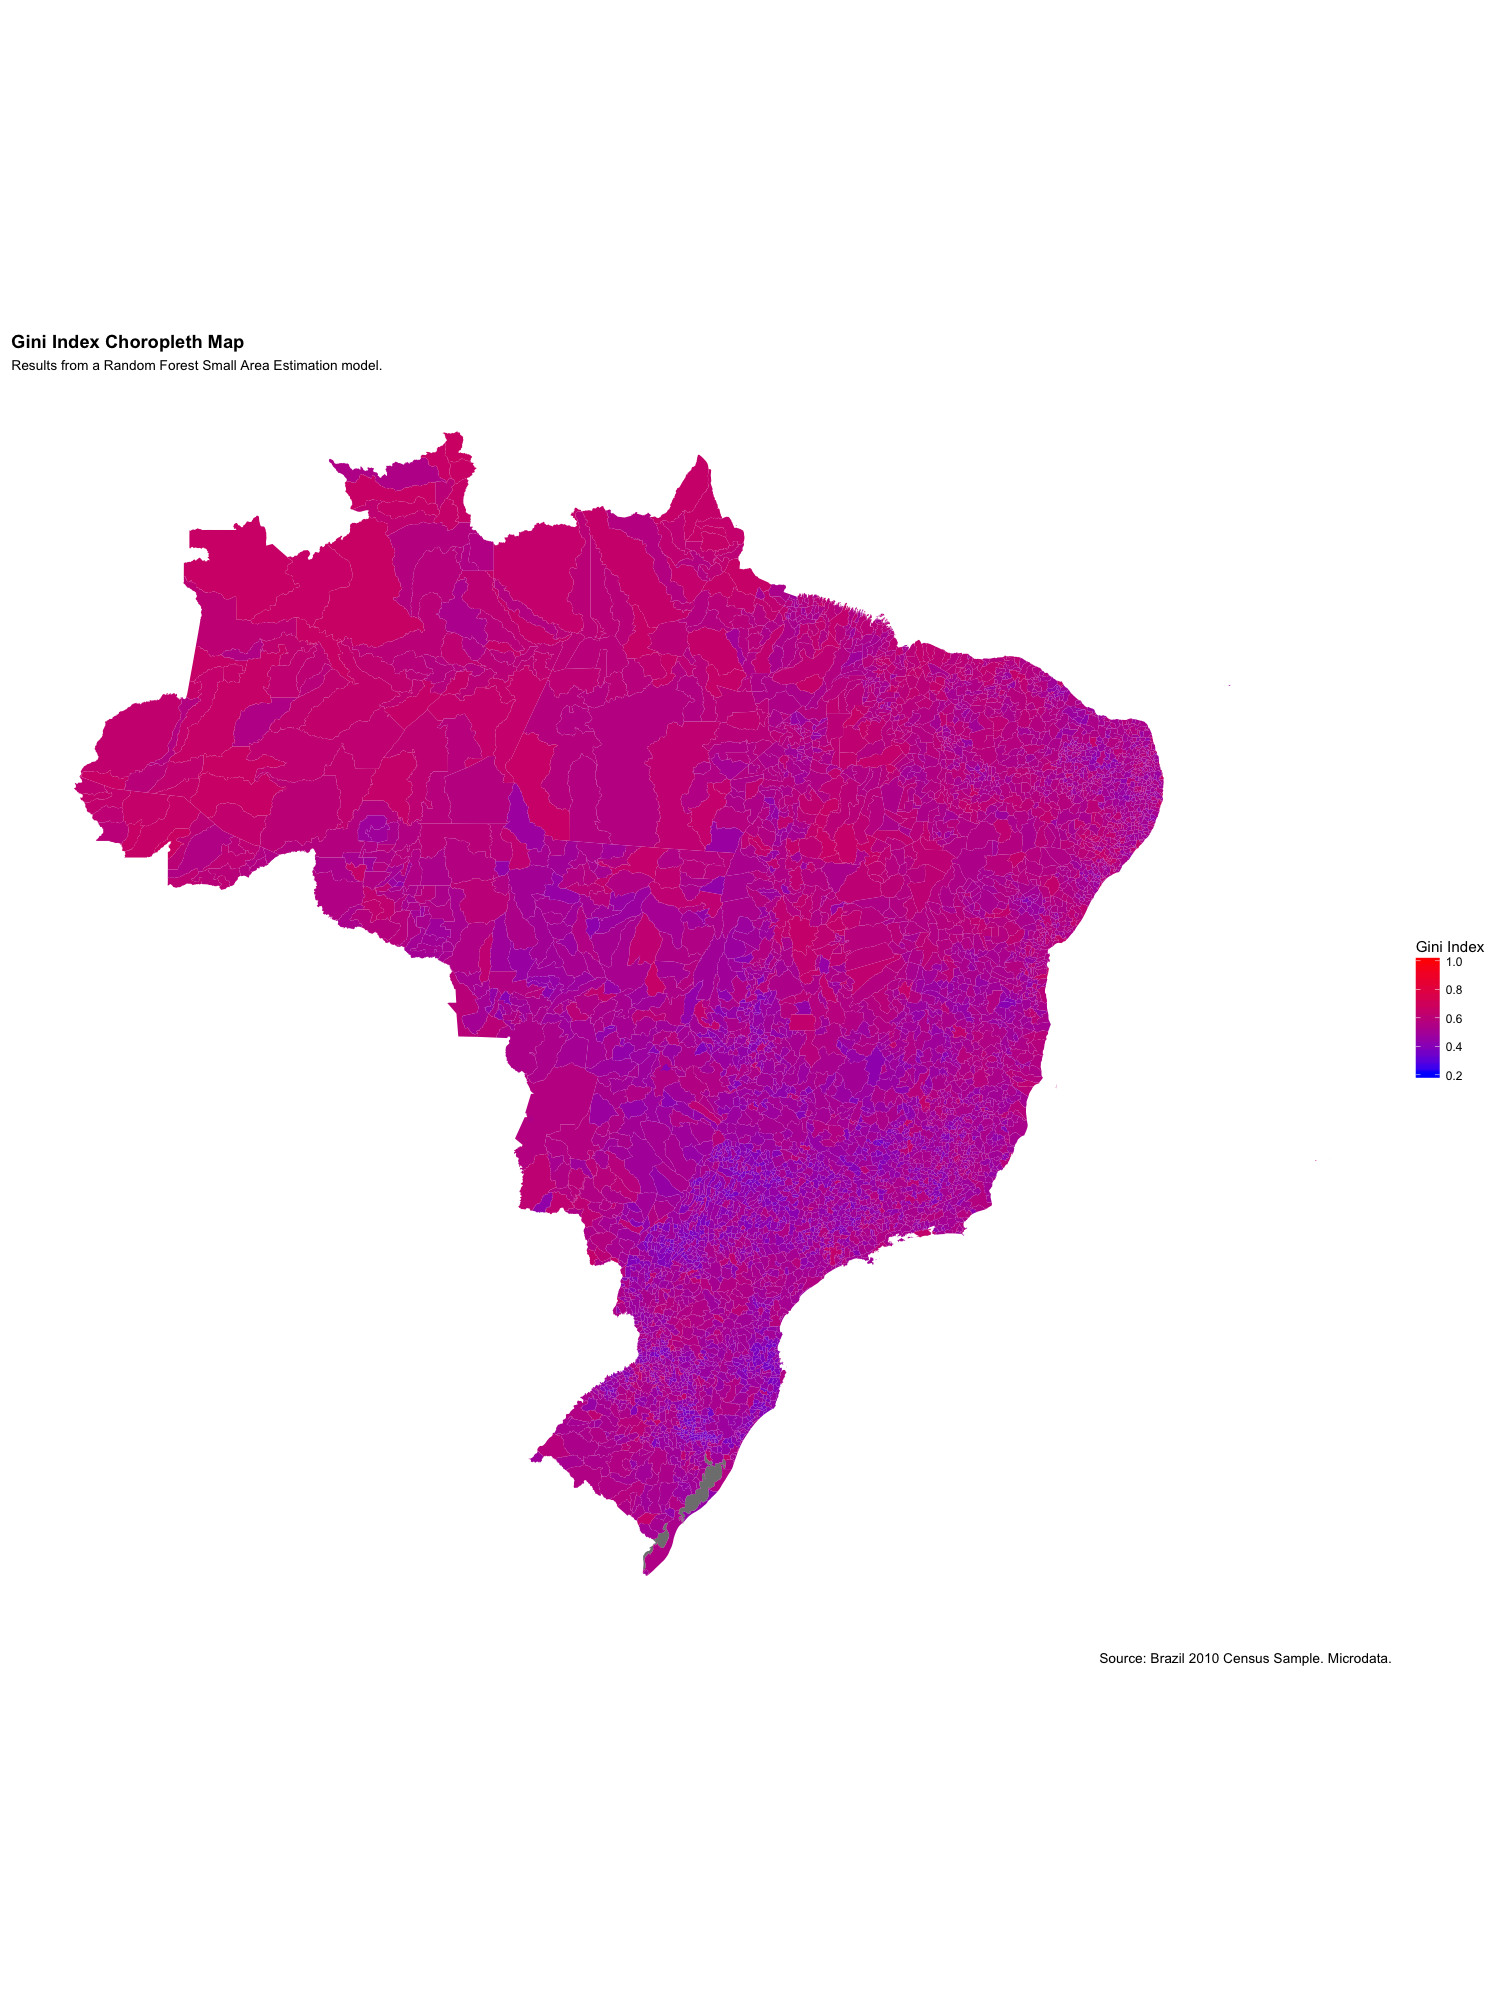 Gini Index Choropleth Map
Results from a Random Forest Small Area Estimation model.
Gini Index
1.0
0.8
0.6
0.4
0.2
Source: Brazil 2010 Census Sample. Microdata.